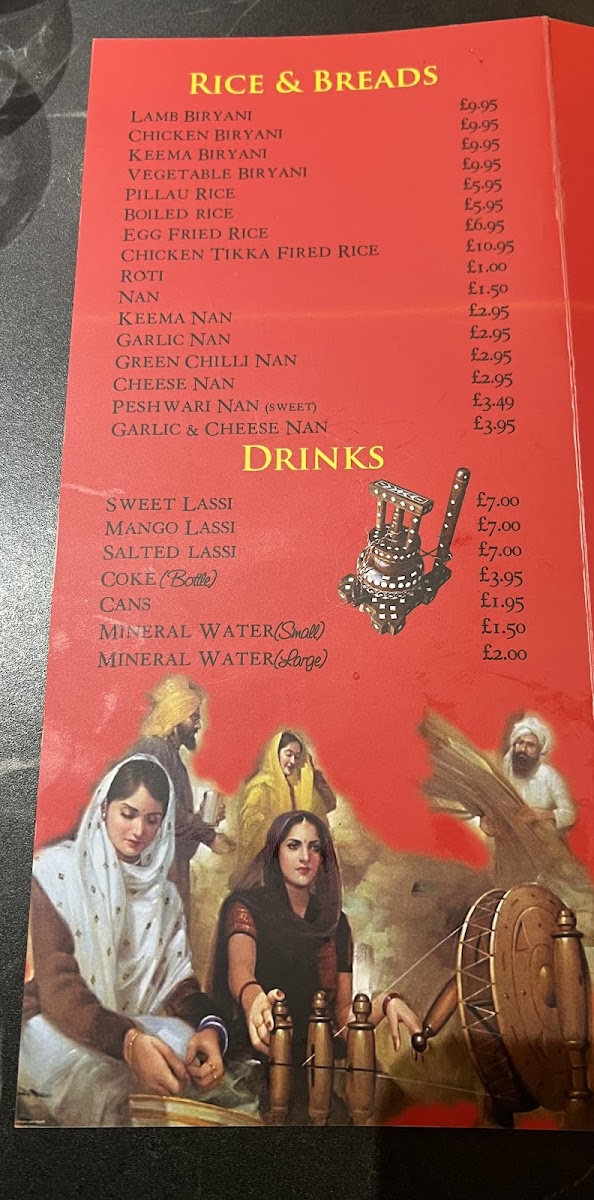 RICE & BREADS
LAMB BIRYANI £9.95
CHICKEN BIRYANI £9.95
KEEMA BIRYANI £9.95
VEGETABLE BIRYANI £9.95
PILLAU RICE £5.95
BOILED RICE £5.95
EGG FRIED RICE £6.95
CHICKEN TIKKA FIRED RICE £10.95
ROTI £1.00
NAN £1.50
KEEMA NAN £2.95
GARLIC NAN £2.95
GREEN CHILLI NAN £2.95
CHEESE NAN £2.95
PESHWARI NAN (SWEET) £3.49
GARLIC & CHEESE NAN £3.95
DRINKS
SWEET LASSI £7.00
MANGO LASSI £7.00
SALTED LASSI £7.00
COKE (Bottle) £3.95
CANS £1.95
MINERAL WATER (Small) £1.50
MINERAL WATER (Large) £2.00